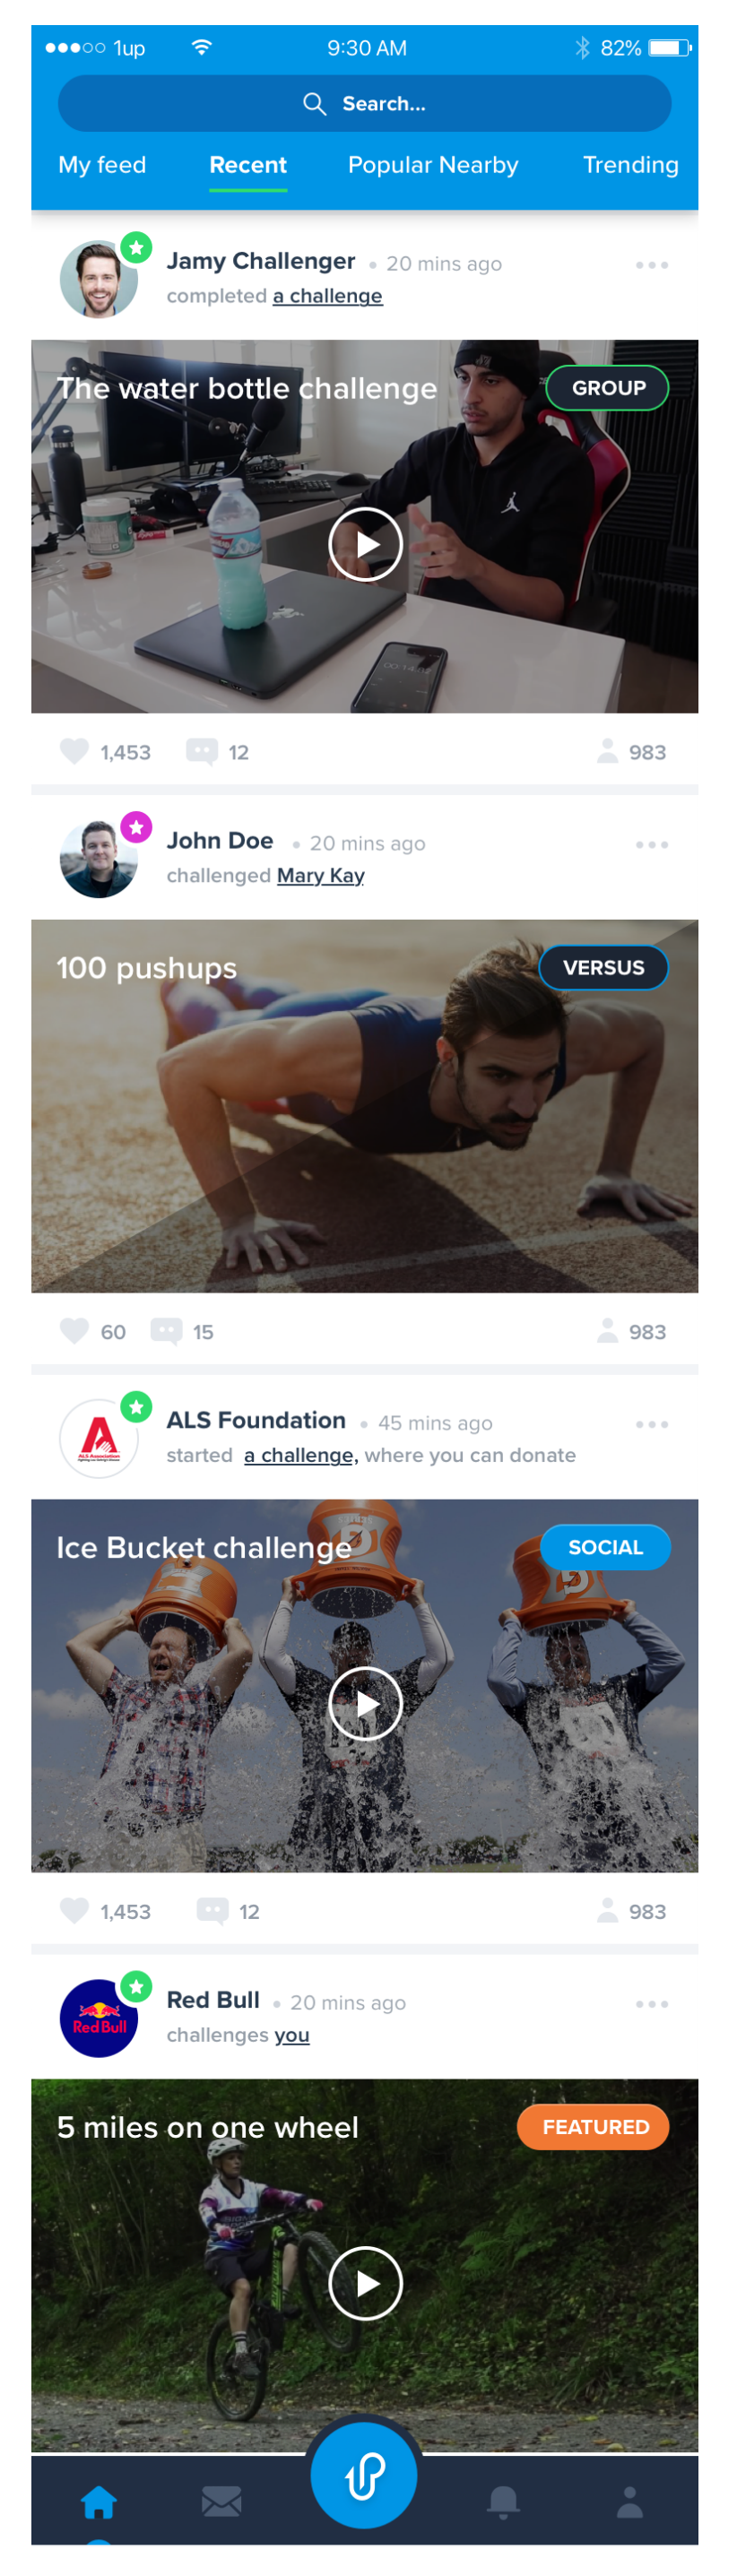 1up 9:30 AM 82%
Search...
My feed Recent Popular Nearby Trending
Jamy Challenger • 20 mins ago
completed a challenge
The water bottle challenge GROUP
1,453 12 983
John Doe • 20 mins ago
challenged Mary Kay
100 pushups VERSUS
60 15 983
ALS Foundation • 45 mins ago
started a challenge, where you can donate
ALS Association
Ice Bucket challenge SOCIAL
1,453 12 983
Red Bull • 20 mins ago
Red Bull
challenges you
5 miles on one wheel FEATURED